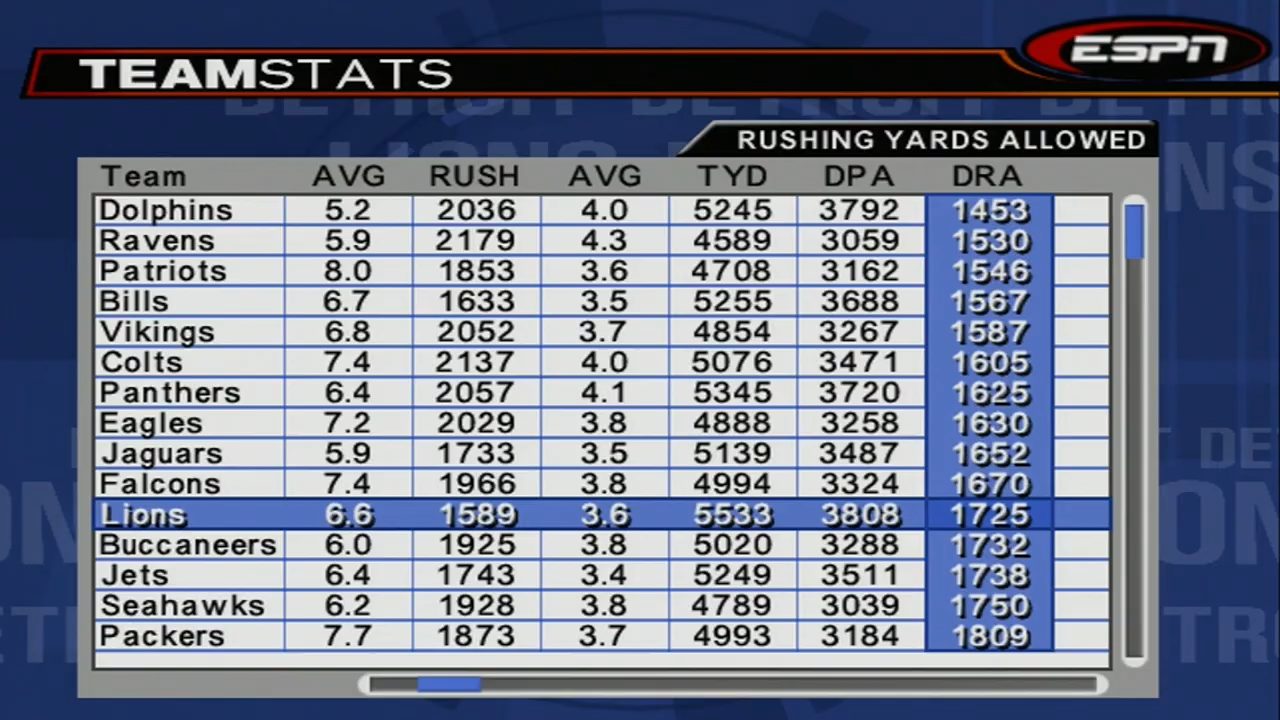 ESPN
TEAMSTATS
RUSHING YARDS ALLOWED
Team AVG RUSH AVG TYD DPA DRA
Dolphins 5.2 2036 4.0 5245 3792 1453
Ravens 5.9 2179 4.3 4589 3059 1530
Patriots 8.0 1853 3.6 4708 3162 1546
Bills 6.7 1633 3.5 5255 3688 1567
Vikings 6.8 2052 3.7 4854 3267 1587
Colts 7.4 2137 4.0 5076 3471 1605
Panthers 6.4 2057 4.1 5345 3720 1625
Eagles 7.2 2029 3.8 4888 3258 1630
Jaguars 5.9 1733 3.5 5139 3487 1652
Falcons 7.4 1966 3.8 4994 3324 1670
Lions 6.6 1589 3.6 5533 3808 1725
Buccaneers 6.0 1925 3.8 5020 3288 1732
Jets 6.4 1743 3.4 5249 3511 1738
Seahawks 6.2 1928 3.8 4789 3039 1750
Packers 7.7 1873 3.7 4993 3184 1809